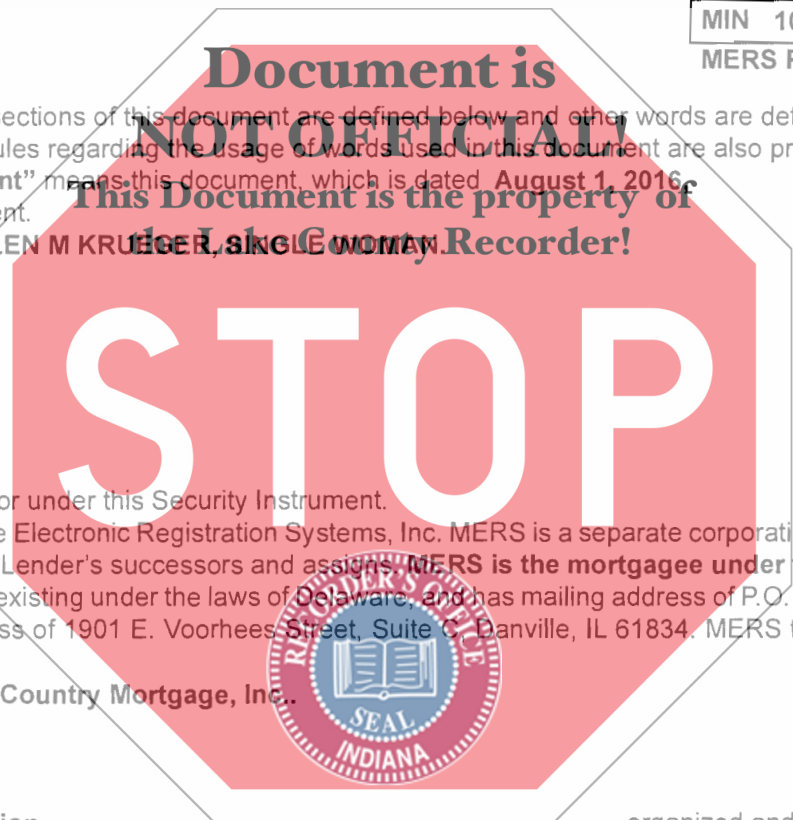 MIN 10
MERS
Document is
sections of this document are defined below and other words are def
NOT OFFICIAL!
ules regarding the usage of words used in this document are also pr
nt” means this document, which is dated August 1, 2016,
This Document is the property of
ent.
LEN M KRUEGER, SINGLE WOMAN.
the Lake County Recorder!
STOP
or under this Security Instrument.
e Electronic Registration Systems, Inc. MERS is a separate corporati
Lender’s successors and assigns. MERS is the mortgagee under
existing under the laws of Delaware, and has mailing address of P.O.
ss of 1901 E. Voorhees Street, Suite C, Danville, IL 61834. MERS
RECORDER'S OFFICE
Country Mortgage, Inc..
SEAL
INDIANA
organized and